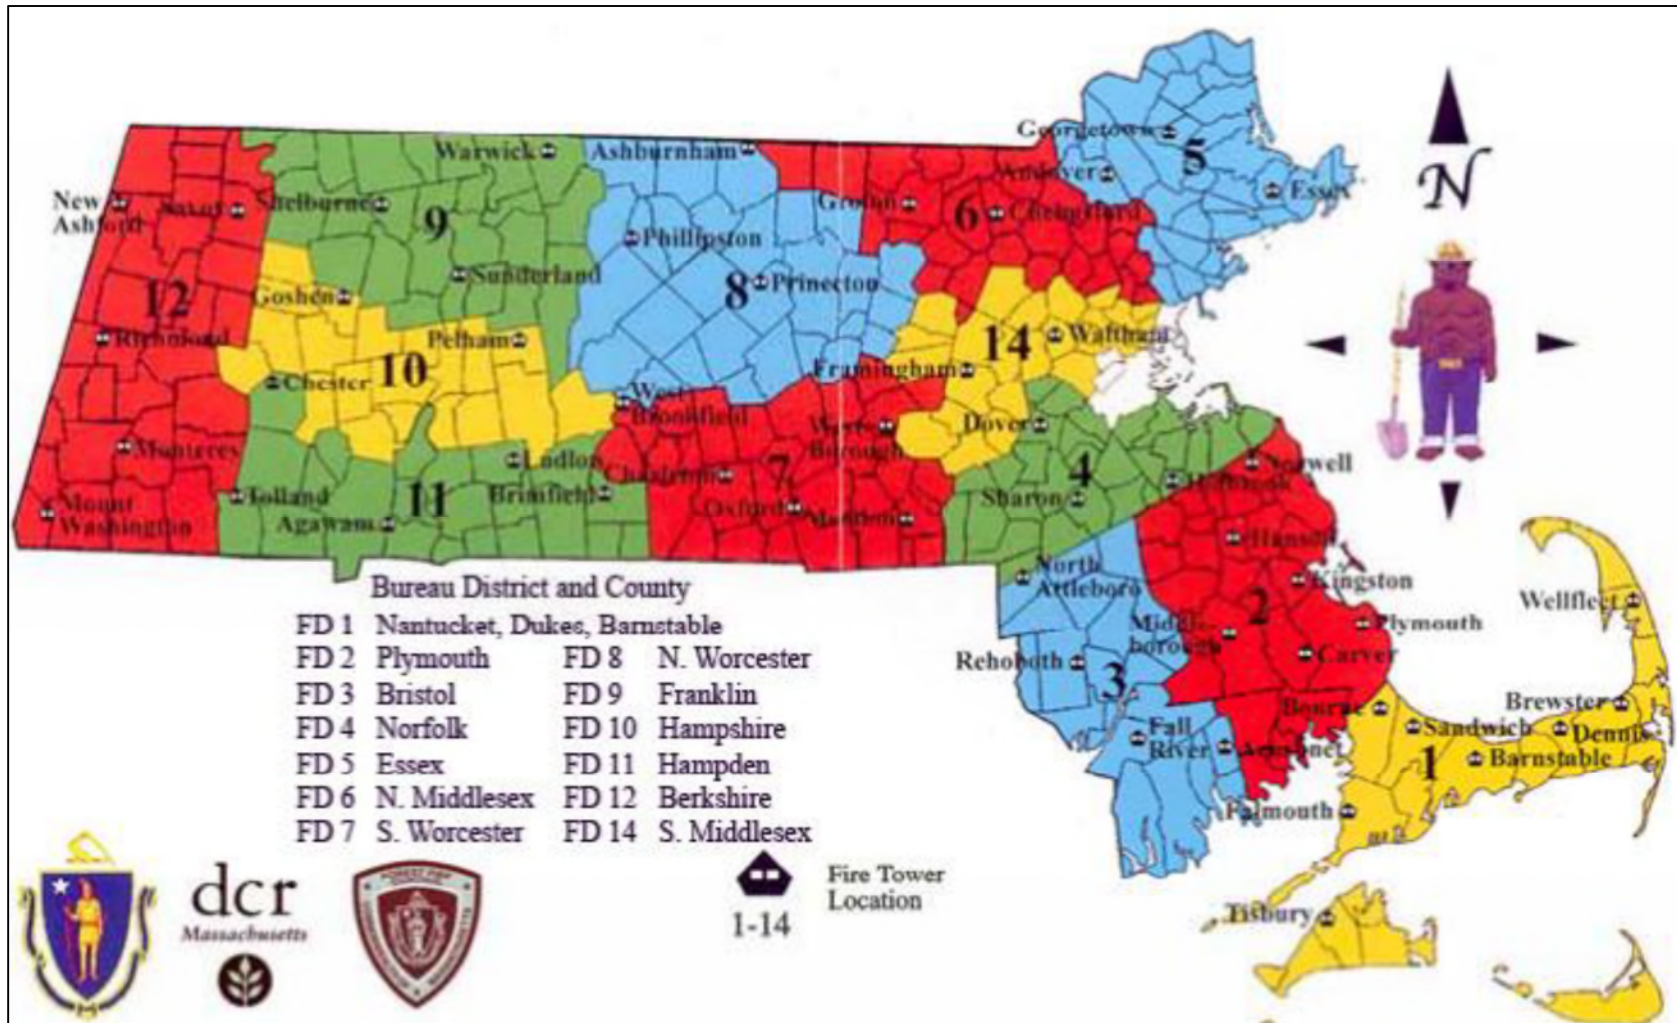 Georgetown
5
Andover
Essex
N
Warwick
Ashburnham
New
Ashford
Savoy
Shelburne
9
Groton
6
Chelmsford
Phillipston
12
Goshen
Sunderland
8
Princeton
Richmond
Pelham
14
Waltham
Chester
10
Framingham
West
Brookfield
Dover
West
Borough
Monterey
Ludlow
Charlton
7
4
Norwell
Holbrook
Mount
Washington
Tolland
11
Agawam
Brimfield
Oxford
Mendon
Sharon
Hanson
North
Attleboro
Kingston
2
Middle
borough
Plymouth
Wellfleet
Rehoboth
3
Carver
Fall
River
Acushnet
Bourne
Sandwich
Brewster
Dennis
1
Barnstable
Falmouth
Tisbury
Bureau District and County
FD 1 Nantucket, Dukes, Barnstable
FD 2 Plymouth FD 8 N. Worcester
FD 3 Bristol FD 9 Franklin
FD 4 Norfolk FD 10 Hampshire
FD 5 Essex FD 11 Hampden
FD 6 N. Middlesex FD 12 Berkshire
FD 7 S. Worcester FD 14 S. Middlesex
dcr
Massachusetts
Fire Tower
Location
1-14